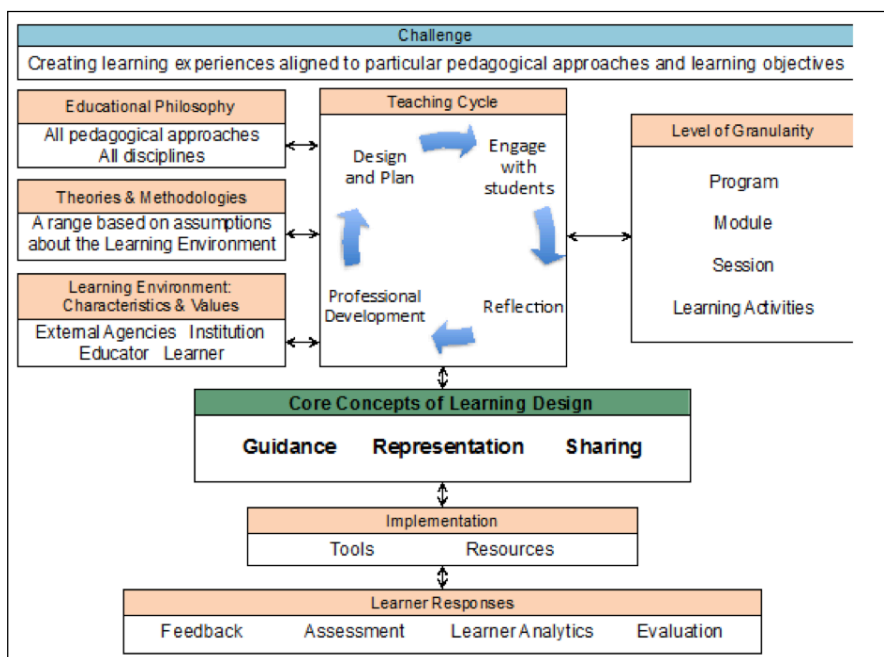 Challenge
Creating learning experiences aligned to particular pedagogical approaches and learning objectives
Educational Philosophy
All pedagogical approaches
All disciplines
Theories & Methodologies
A range based on assumptions
about the Learning Environment
Learning Environment:
Characteristics & Values
External Agencies Institution
Educator Learner
Teaching Cycle
Design
and Plan
Engage
with
students
Reflection
Professional
Development
Level of Granularity
Program
Module
Session
Learning Activities
Core Concepts of Learning Design
Guidance Representation Sharing
Implementation
Tools Resources
Learner Responses
Feedback Assessment Learner Analytics Evaluation